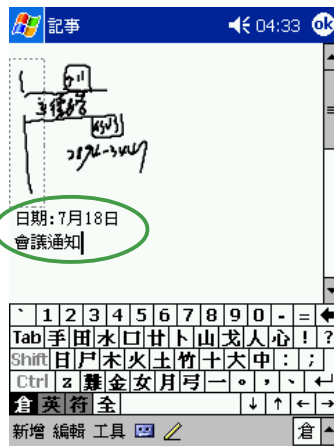 記事 04:33 ok
日期:7月18日
會議通知
` 1 2 3 4 5 6 7 8 9 0 - =
Tab 手 田 水 口 廿 卜 山 戈 人 心 ! ?
Shift 日 尸 木 火 土 竹 十 大 中 : ;
Ctrl z 難 金 女 月 弓 一 。 , 、
倉 英 符 全 ↓ ↑ ← →
新增 編輯 工具 倉